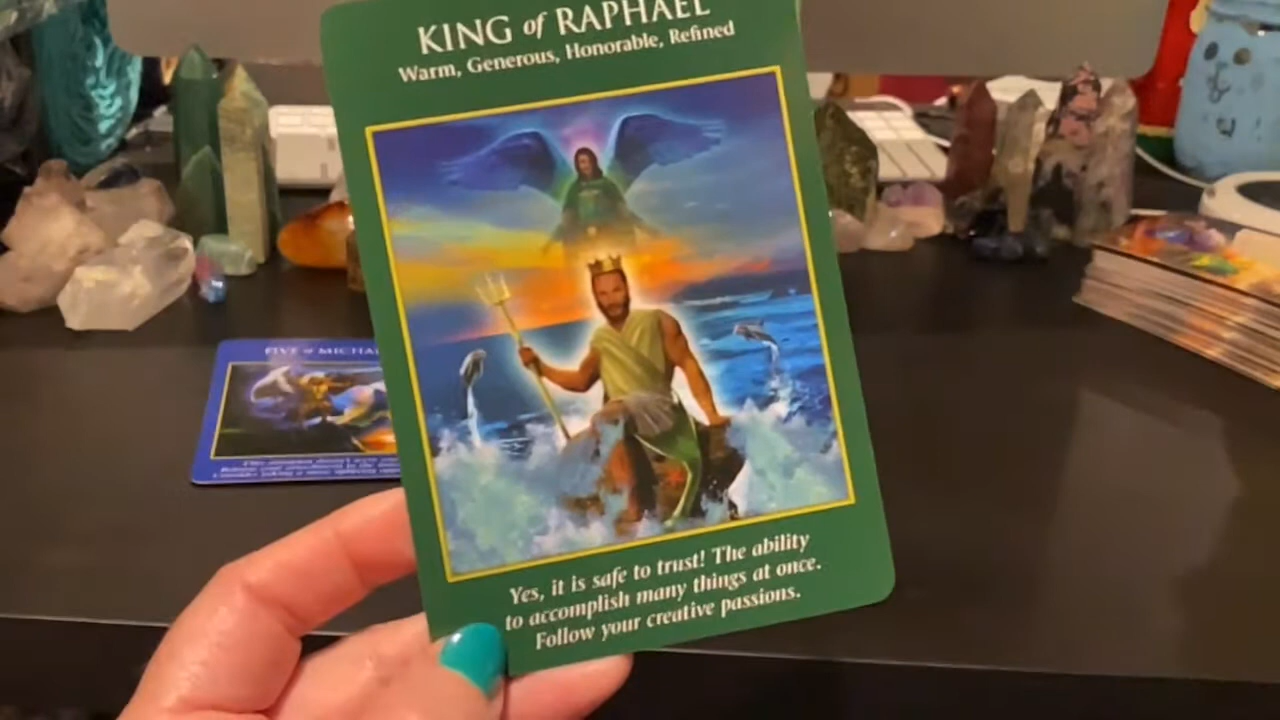 KING of RAPHAEL
Warm, Generous, Honorable, Refined
Yes, it is safe to trust! The ability
to accomplish many things at once.
Follow your creative passions.
FIVE of MICHAE